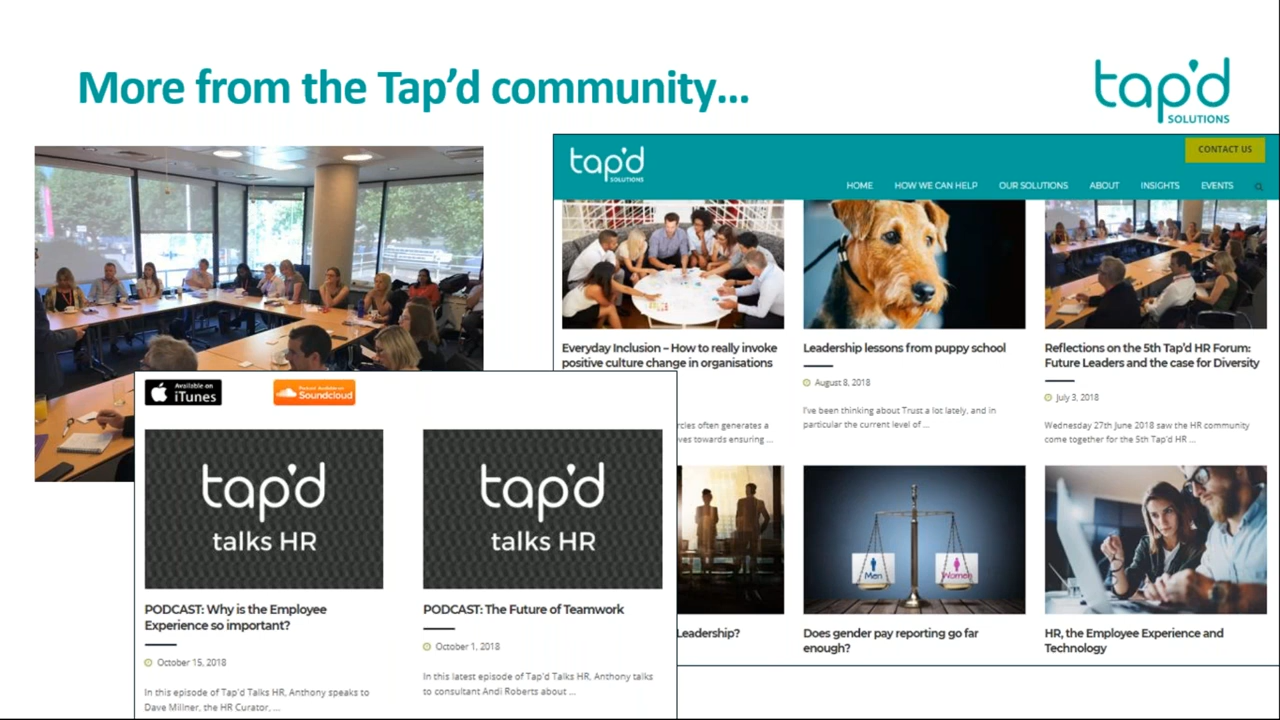 More from the Tap’d community...
tap'd
SOLUTIONS
tap'd
SOLUTIONS
CONTACT US
HOME
HOW WE CAN HELP
OUR SOLUTIONS
ABOUT
INSIGHTS
EVENTS
Everyday Inclusion – How to really invoke
positive culture change in organisations
Leadership lessons from puppy school
August 8, 2018
I've been thinking about Trust a lot lately, and in
particular the current level of ...
Reflections on the 5th Tap'd HR Forum:
Future Leaders and the case for Diversity
July 3, 2018
Wednesday 27th June 2018 saw the HR community
come together for the 5th Tap'd HR ...
often generates a
towards ensuring ...
Leadership?
Men
Women
Does gender pay reporting go far
enough?
HR, the Employee Experience and
Technology
Available on
iTunes
Podcast Available on
Soundcloud
tap'd
talks HR
PODCAST: Why is the Employee
Experience so important?
October 15, 2018
In this episode of Tap'd Talks HR, Anthony speaks to
Dave Millner, the HR Curator, ...
tap'd
talks HR
PODCAST: The Future of Teamwork
October 1, 2018
In this latest episode of Tap'd Talks HR, Anthony talks
to consultant Andi Roberts about ...